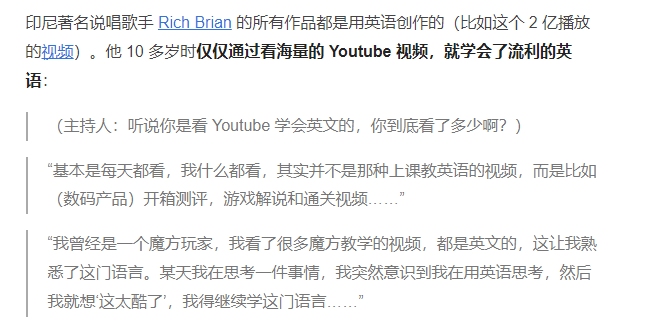 印尼著名说唱歌手 Rich Brian 的所有作品都是用英语创作的（比如这个 2 亿播放
的视频）。他 10 多岁时仅仅通过看海量的 Youtube 视频，就学会了流利的英
语：
（主持人：听说你是看 Youtube 学会英文的，你到底看了多少啊？）
“基本是每天都看，我什么都看，其实并不是那种上课教英语的视频，而是比如
（数码产品）开箱测评，游戏解说和通关视频……”
“我曾经是一个魔方玩家，我看了很多魔方教学的视频，都是英文的，这让我熟
悉了这门语言。某天我在思考一件事情，我突然意识到我在用英语思考，然后
我就想‘这太酷了’，我得继续学这门语言……”